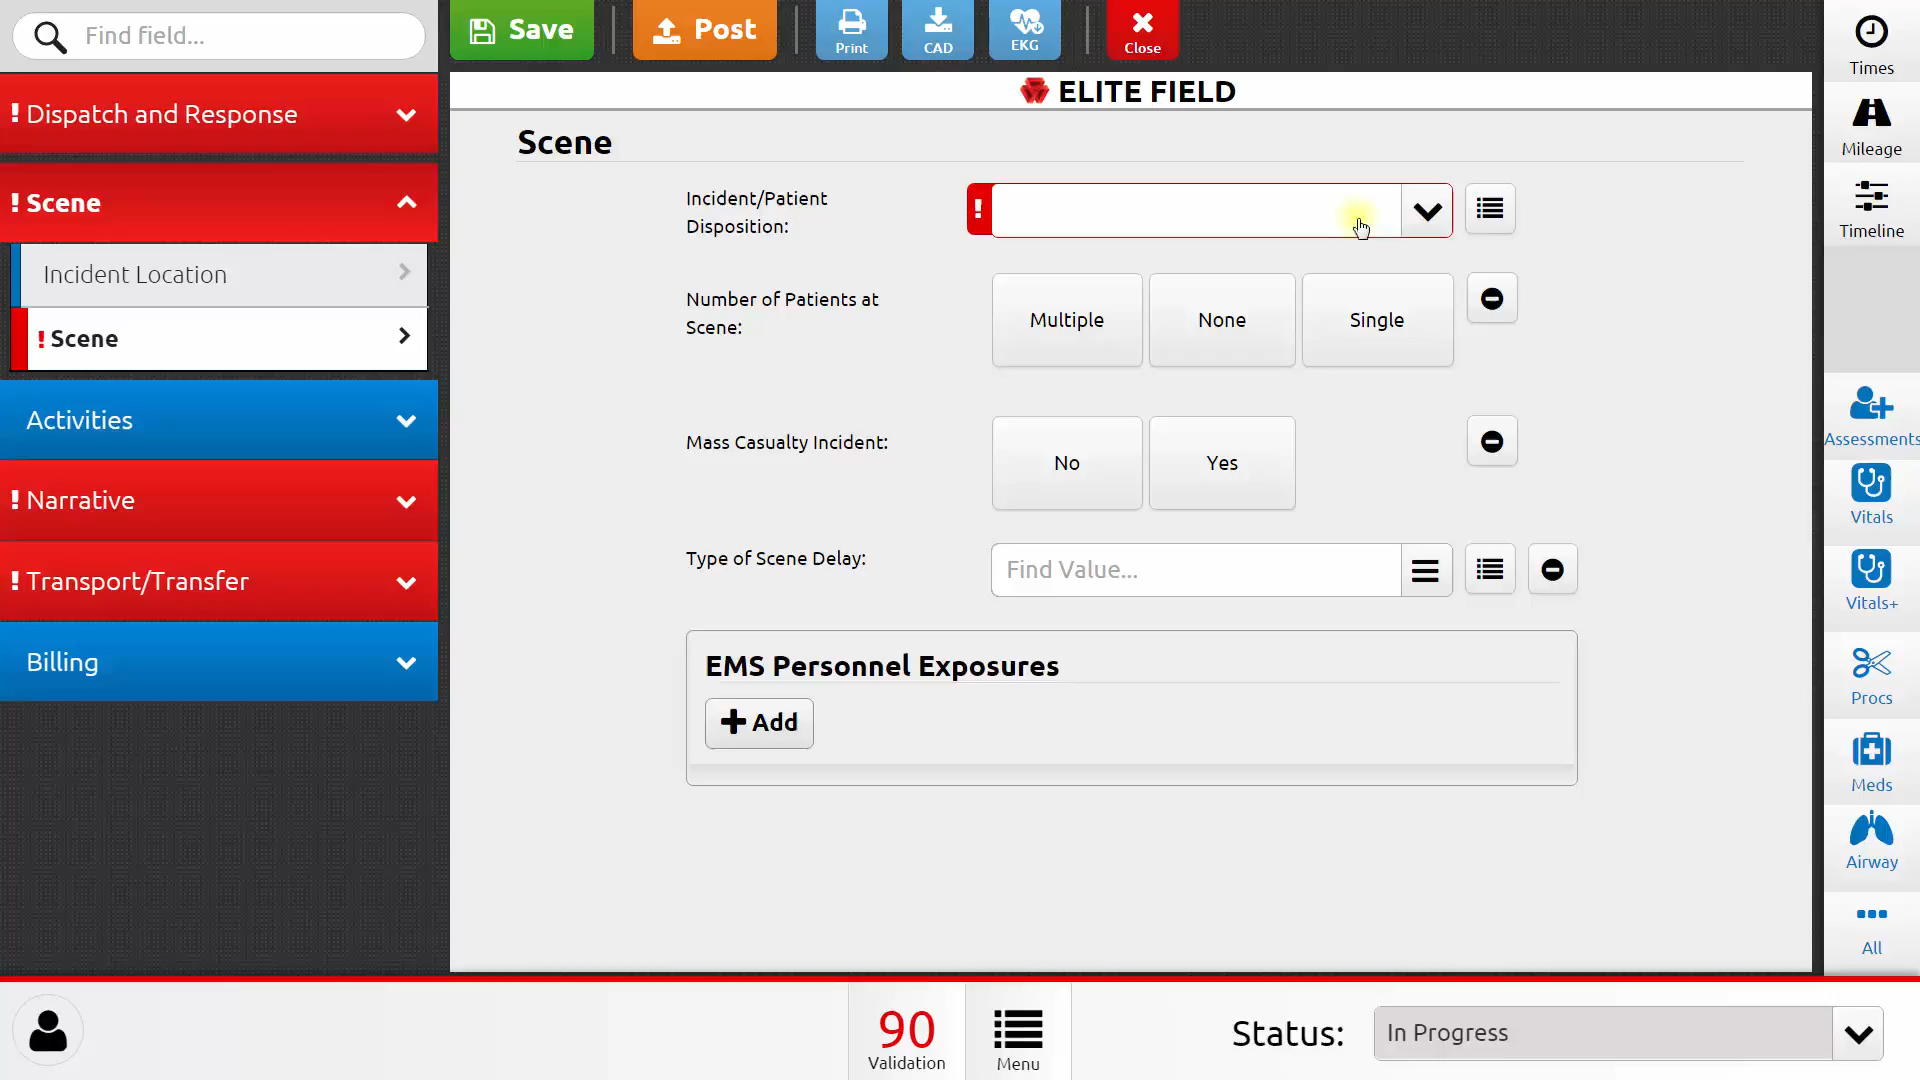 Find field...
Save
Post
Print
CAD
EKG
Close
Times
Mileage
Timeline
Assessments
Vitals
Vitals+
Procs
Meds
Airway
All
! Dispatch and Response
! Scene
Incident Location
! Scene
Activities
! Narrative
! Transport/Transfer
Billing
ELITE FIELD
Scene
Incident/Patient
Disposition:
!
Number of Patients at
Scene:
Multiple
None
Single
Mass Casualty Incident:
No
Yes
Type of Scene Delay:
Find Value...
EMS Personnel Exposures
Add
90
Validation
Menu
Status:
In Progress